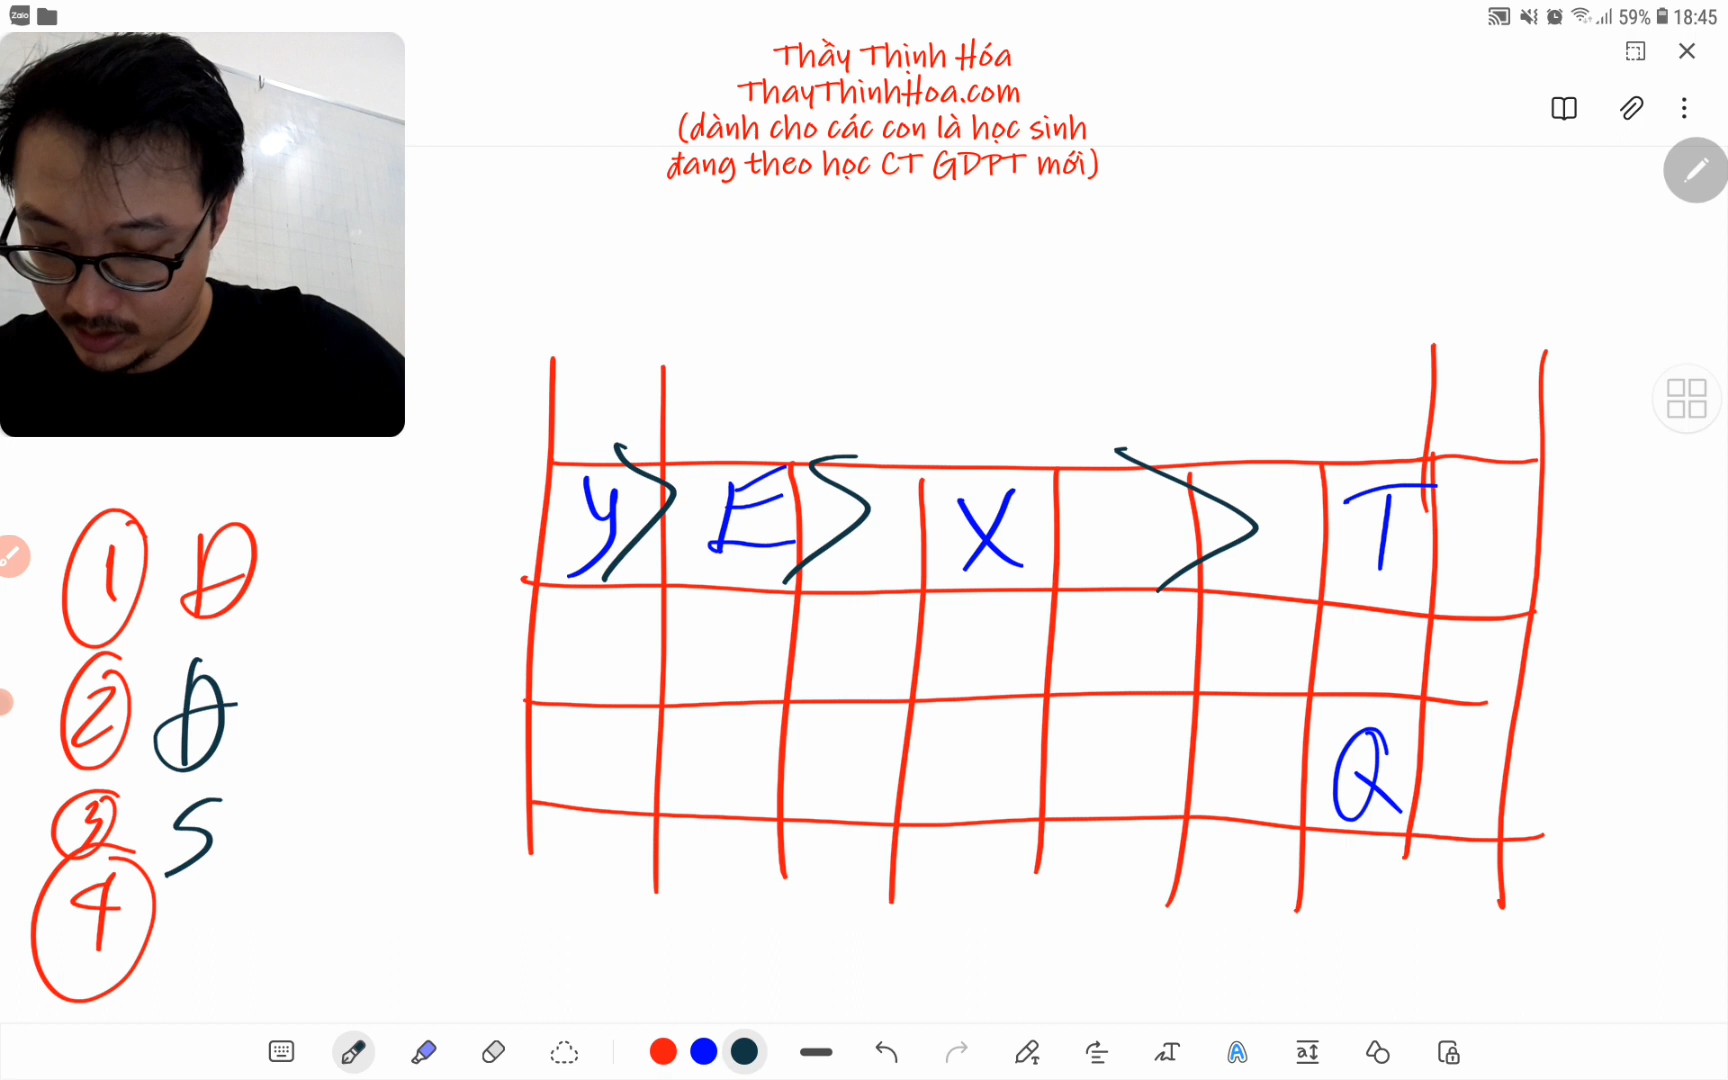 Zalo
59% 18:45
Thầy Thịnh Hóa
ThayThinhHoa.com
(dành cho các con là học sinh
đang theo học CT GDPT mới)
Y > E > X > T
Q
1 Đ
2 Đ
3 S
4